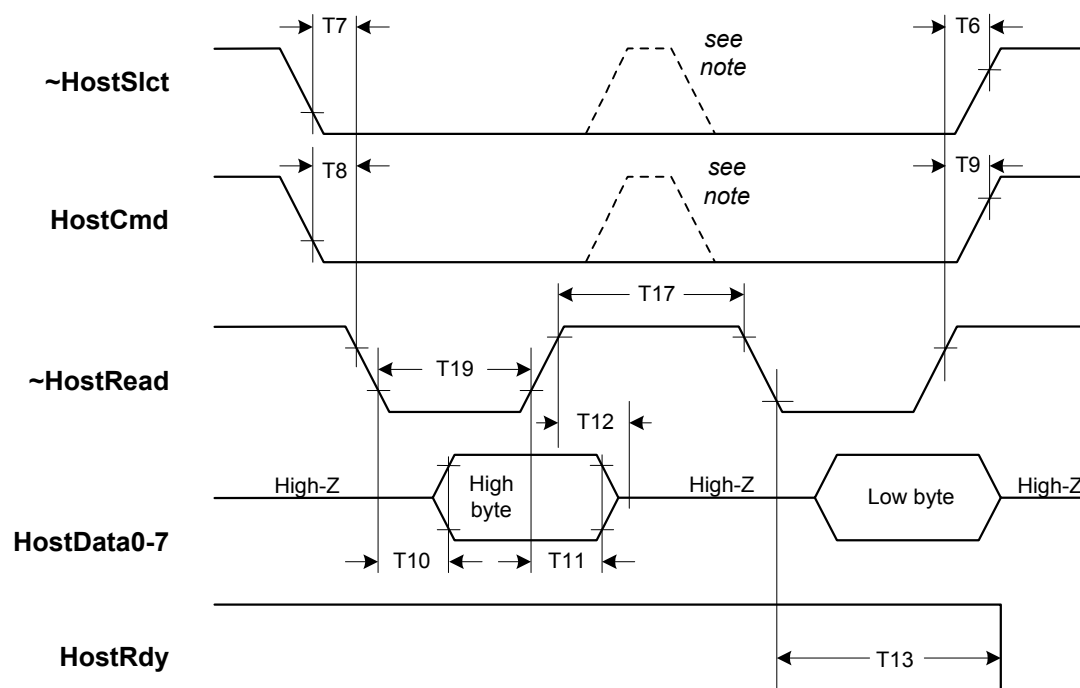 T7
T6
~HostSlct
see
note
T8
T9
HostCmd
see
note
T17
~HostRead
T19
T12
High-Z
High
byte
High-Z
Low byte
High-Z
HostData0-7
T10
T11
HostRdy
T13